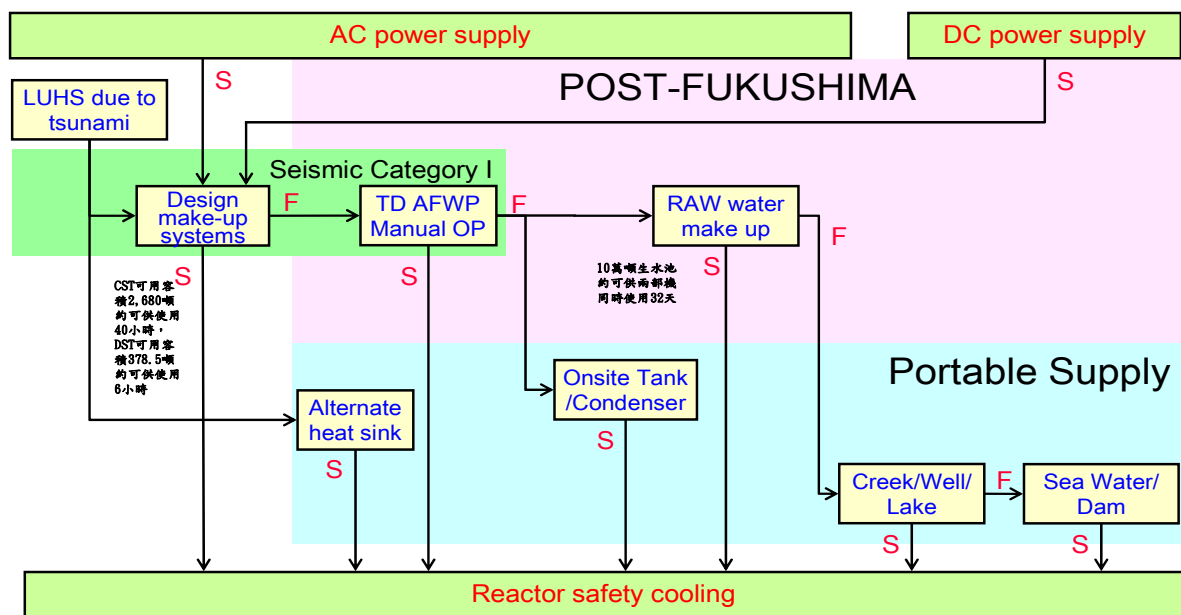 AC power supply
DC power supply
S
S
LUHS due to
tsunami
POST-FUKUSHIMA
Seismic Category I
Design
make-up
systems
F
TD AFWP
Manual OP
F
RAW water
make up
F
S
S
S
CST可用容
積2,680噸
約可供使用
40小時，
DST可用容
積378.5噸
約可供使用
6小時
10萬噸生水池
約可供兩部機
同時使用32天
Portable Supply
Onsite Tank
/Condenser
S
Alternate
heat sink
S
Creek/Well/
Lake
F
Sea Water/
Dam
S
S
Reactor safety cooling